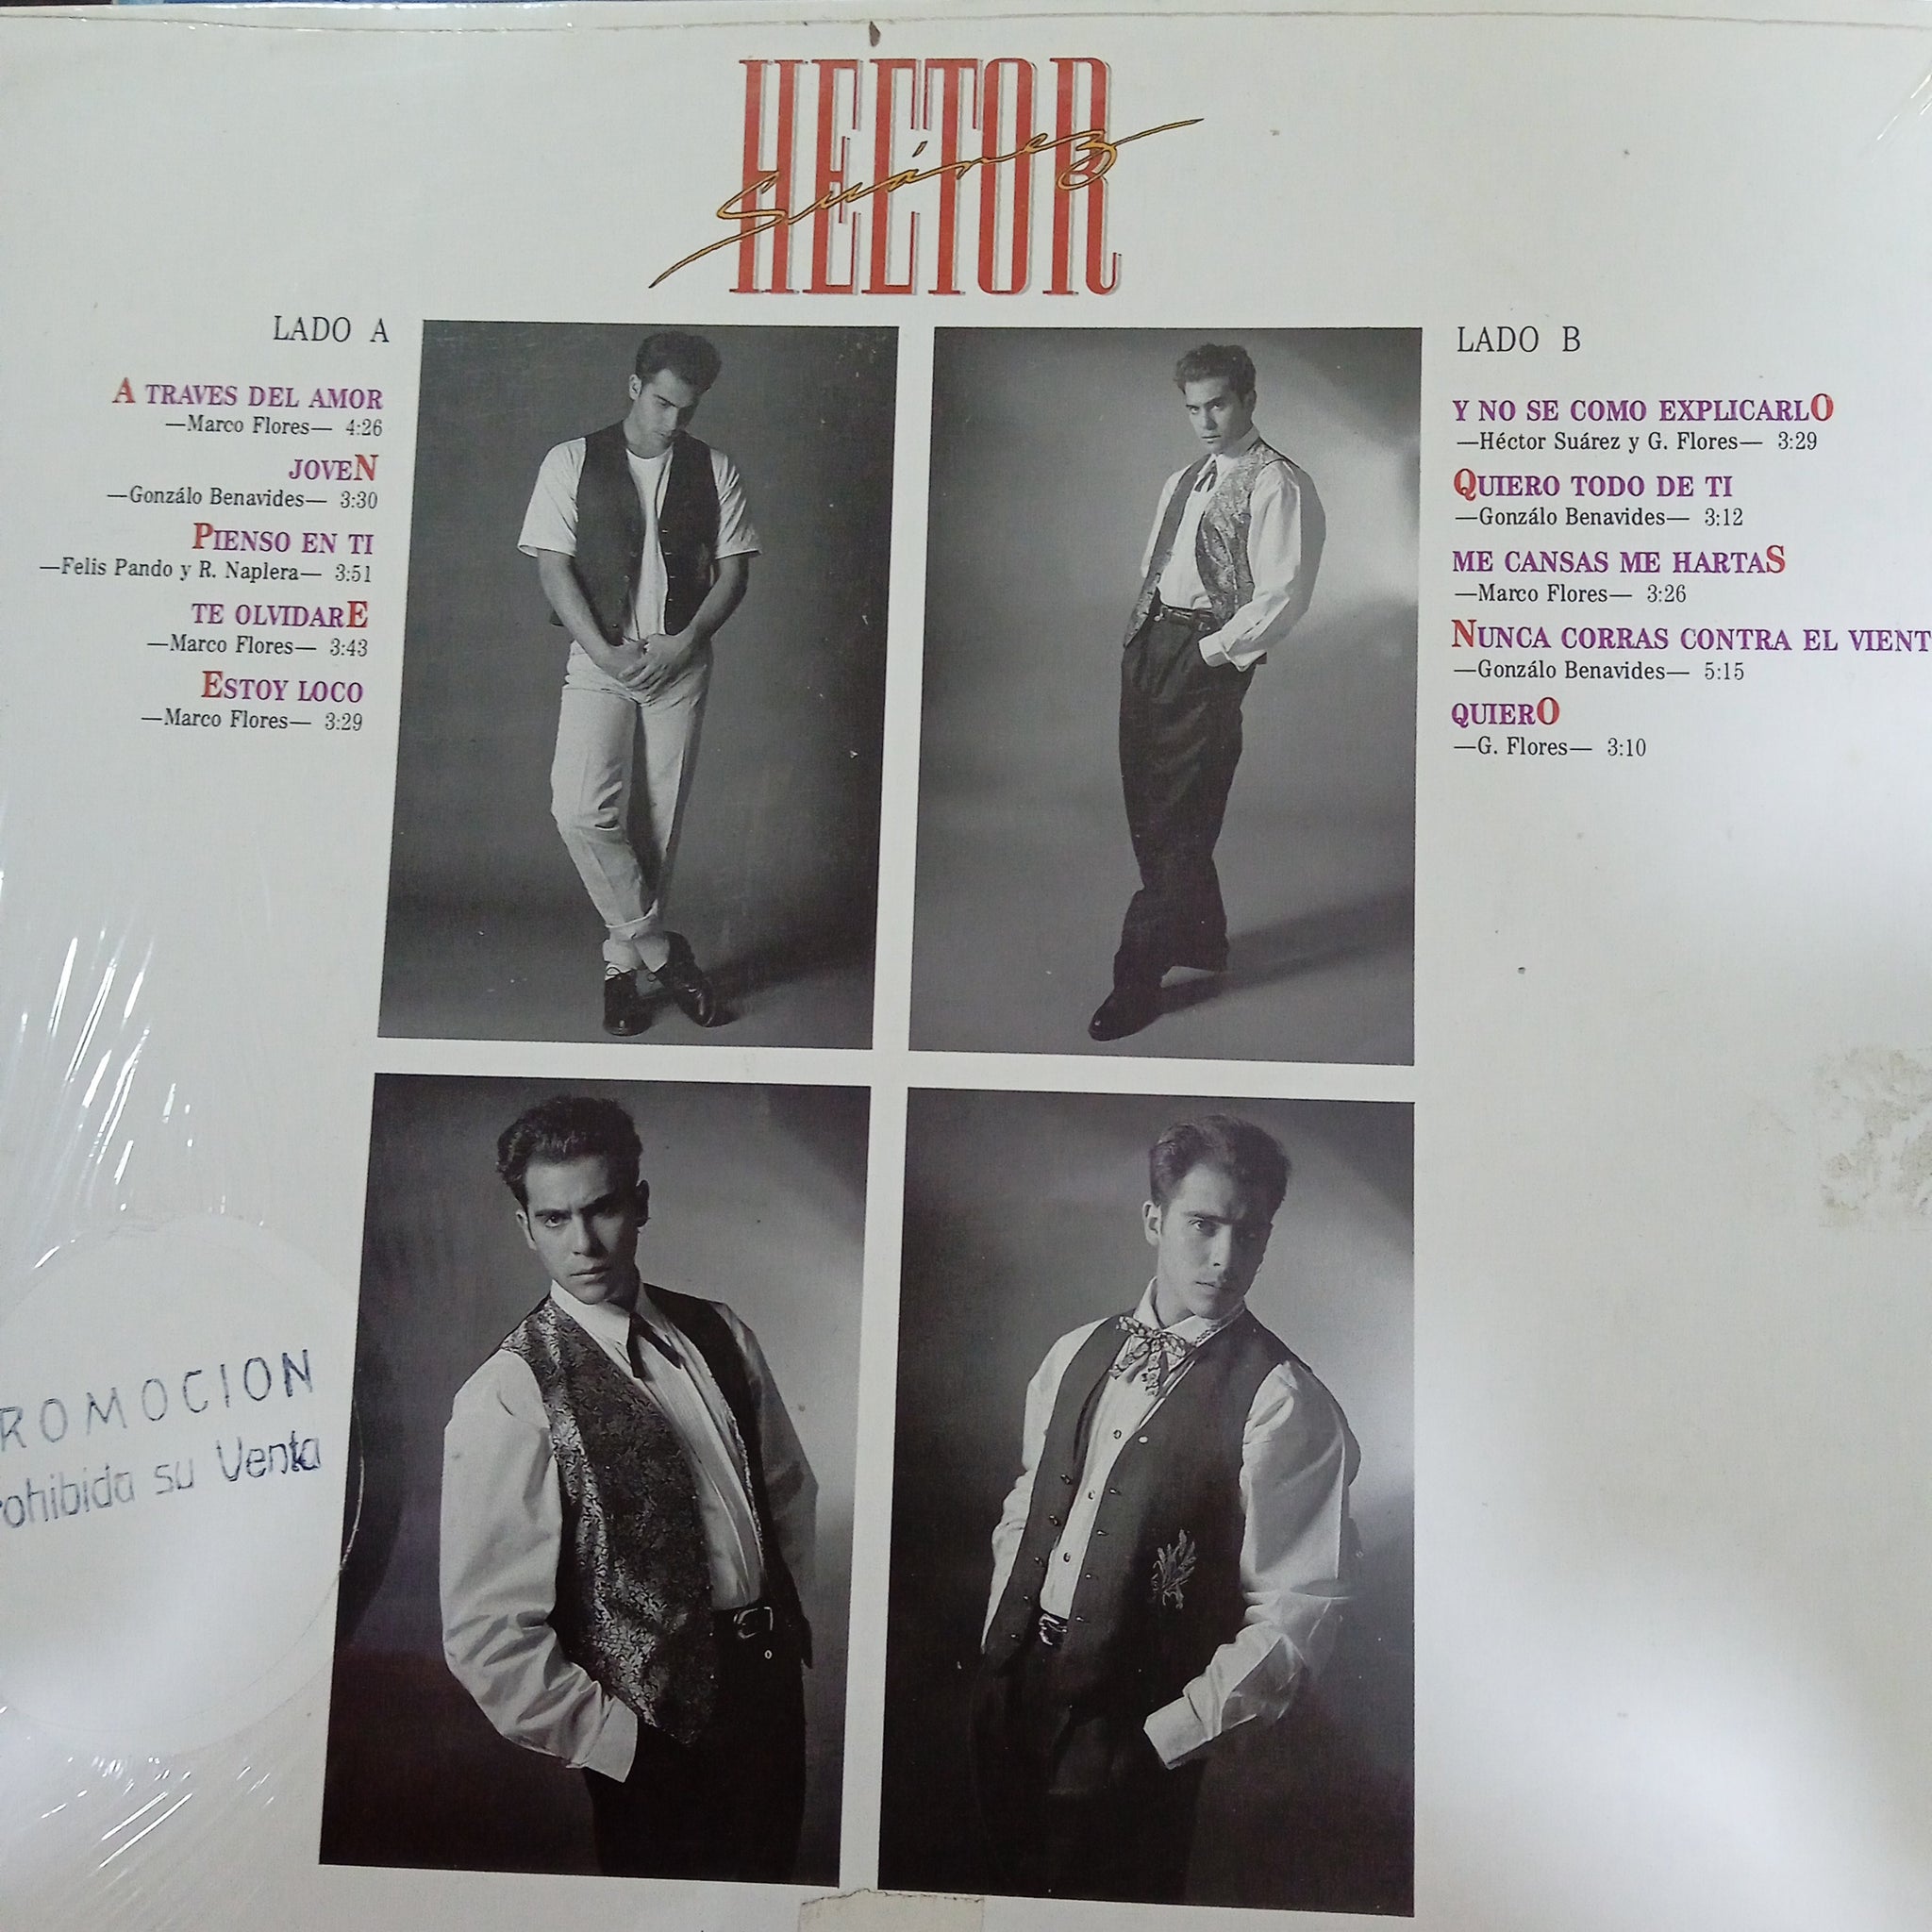 HECTOR
Suárez
LADO A
A TRAVES DEL AMOR
—Marco Flores— 4:26
JOVEN
—Gonzálo Benavides— 3:30
PIENSO EN TI
—Felis Pando y R. Naplera— 3:51
TE OLVIDARE
—Marco Flores— 3:43
ESTOY LOCO
—Marco Flores— 3:29
LADO B
Y NO SE COMO EXPLICARLO
—Héctor Suárez y G. Flores— 3:29
QUIERO TODO DE TI
—Gonzálo Benavides— 3:12
ME CANSAS ME HARTAS
—Marco Flores— 3:26
NUNCA CORRAS CONTRA EL VIENT
—Gonzálo Benavides— 5:15
QUIERO
—G. Flores— 3:10
ROMOCION
rohibida su Venta